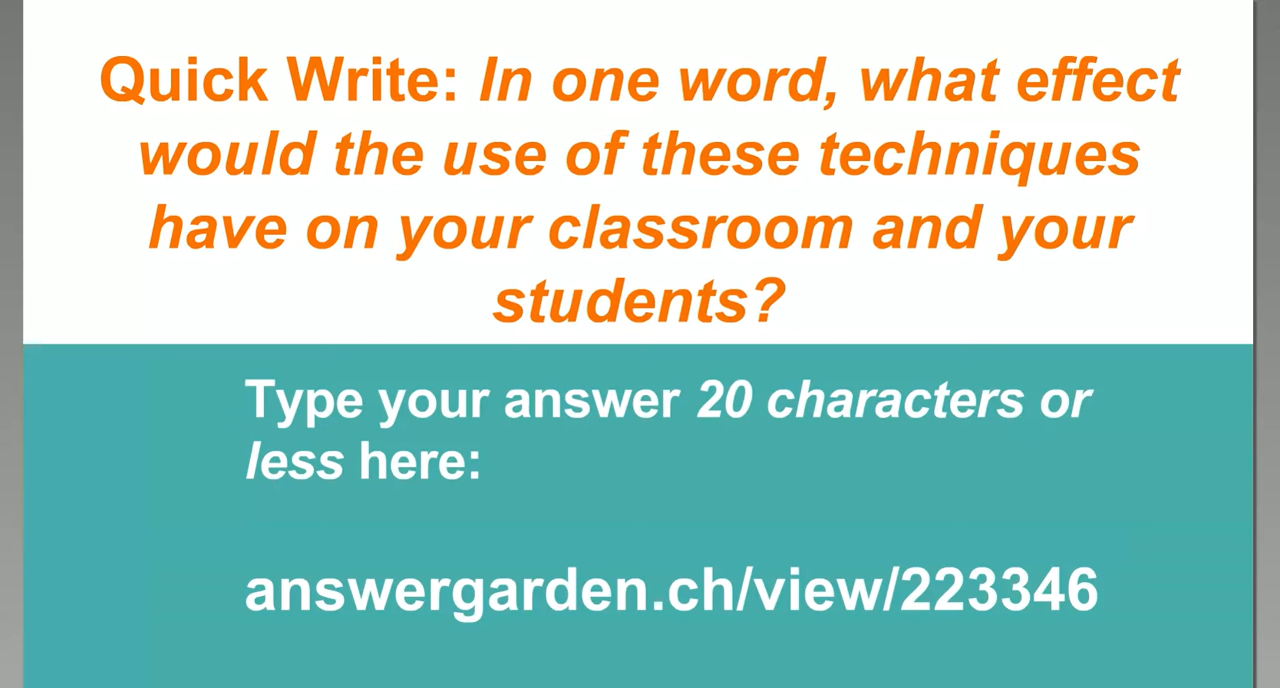 Quick Write: In one word, what effect
would the use of these techniques
have on your classroom and your
students?
Type your answer 20 characters or
less here:
answergarden.ch/view/223346